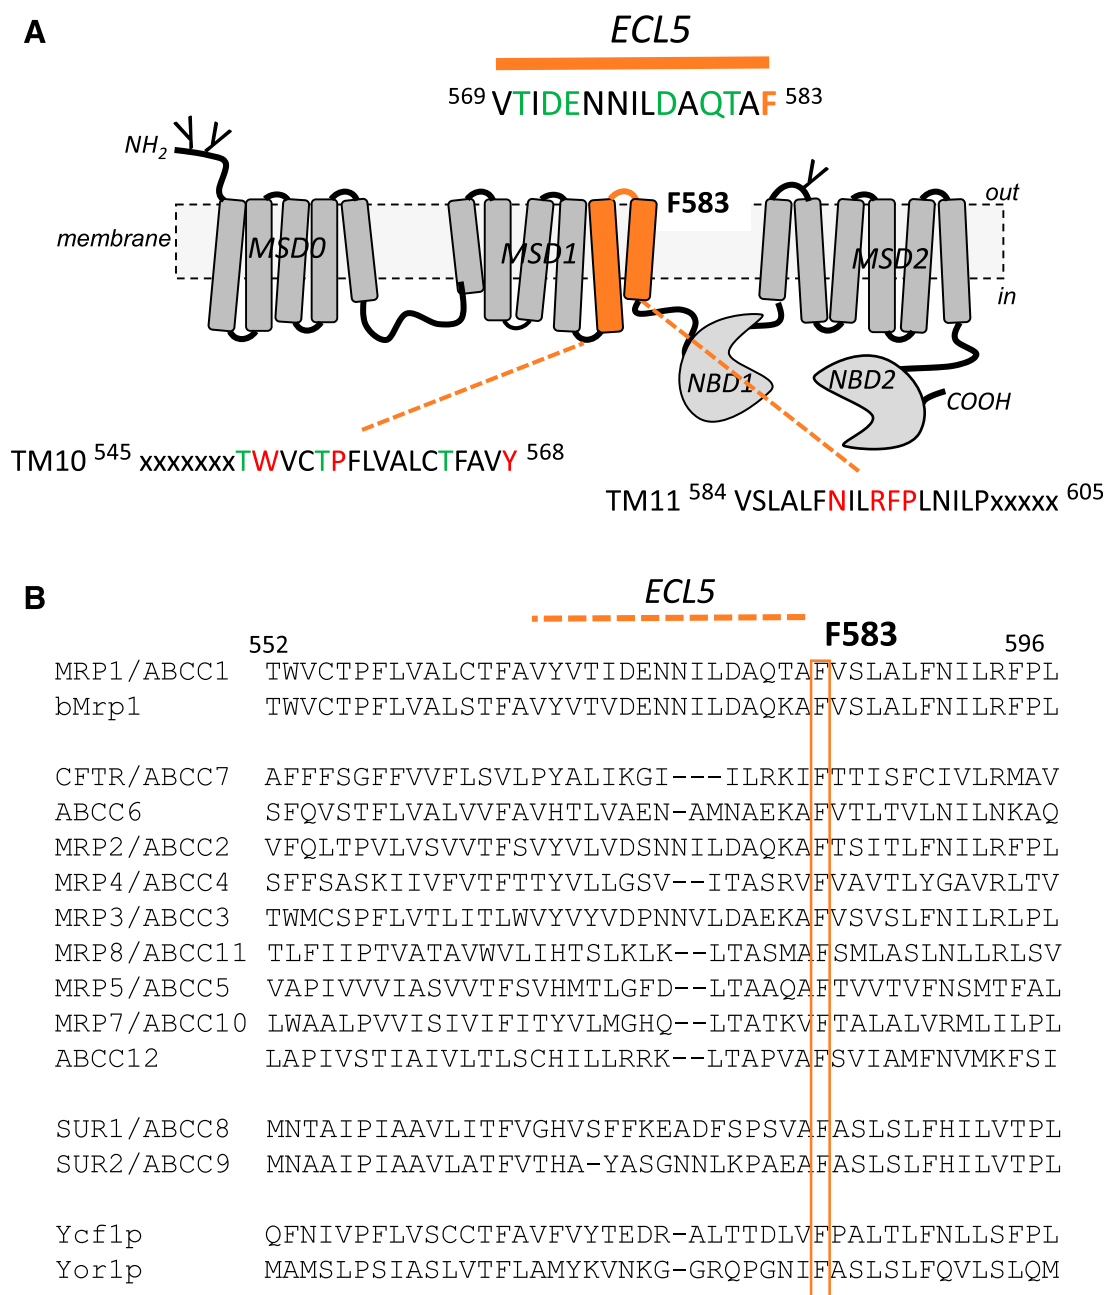 A
ECL5
569 VTIDENNILDAQTAF 583
NH2
F583
out
membrane
MSD0
MSD1
MSD2
in
NBD1
NBD2
COOH
TM10 545 xxxxxxxTWVCTPFLVALCTFAVY 568
TM11 584 VSLALFNILRFPLNILPxxxxx 605
B
ECL5
F583
552
596
MRP1/ABCC1 TWVCTPFLVALCTFAVYVTIDENNILDAQTAFVSLALFNILRFPL
bMrp1 TWVCTPFLVALSTFAVYVTVDENNILDAQKAFVSLALFNILRFPL
CFTR/ABCC7 AFFFSGFFVVFLSVLPYALIKGI---ILRKIFTTISFCIVLRMAV
ABCC6 SFQVSTFLVALVVFAVHTLVAEN-AMNAEKAFVTLTVLNILNKAQ
MRP2/ABCC2 VFQLTPVLVSVVTFSVYVLVDSNNILDAQKAFTSITLFNILRFPL
MRP4/ABCC4 SFFSASKIIVFVTFTTYVLLGSV--ITASRVFVAVTLYGAVRLTV
MRP3/ABCC3 TWMCSPFLVTLITLWVYVYVDPNNVLDAEKAFVSVSLFNILRLPL
MRP8/ABCC11 TLFIIPTVATAVWVLIHTSLKLK--LTASMAFSMLASLNLLRLSV
MRP5/ABCC5 VAPIVVVIASVVTFSVHMTLGFD--LTAAQAFTVVTVFNSMTFAL
MRP7/ABCC10 LWAALPVVISIVIFITYVLMGHQ--LTATKVFTALALVRMLILPL
ABCC12 LAPIVSTIAIVLTLSCHILLRRK--LTAPVAFSVIAMFNVMKFSI
SUR1/ABCC8 MNTAIPIAAVLITFVGHVSFFKEADFSPSVAFASLSLFHILVTPL
SUR2/ABCC9 MNAAIPIAAVLATFVTHA-YASGNNLKPAEAFASLSLFHILVTPL
Ycf1p QFNIVPFLVSCCTFAVFVYTEDR-ALTTDLVFPALTLFNLLSFPL
Yor1p MAMSLPSIASLVTFLAMYKVNKG-GRQPGNIFASLSLFQVLSLQM